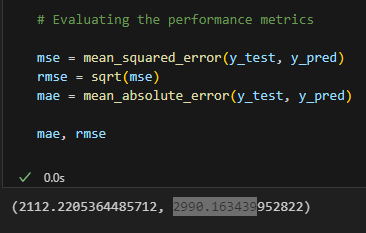 # Evaluating the performance metrics
mse = mean_squared_error(y_test, y_pred)
rmse = sqrt(mse)
mae = mean_absolute_error(y_test, y_pred)
mae, rmse
0.0s
(2112.2205364485712, 2990.163439952822)